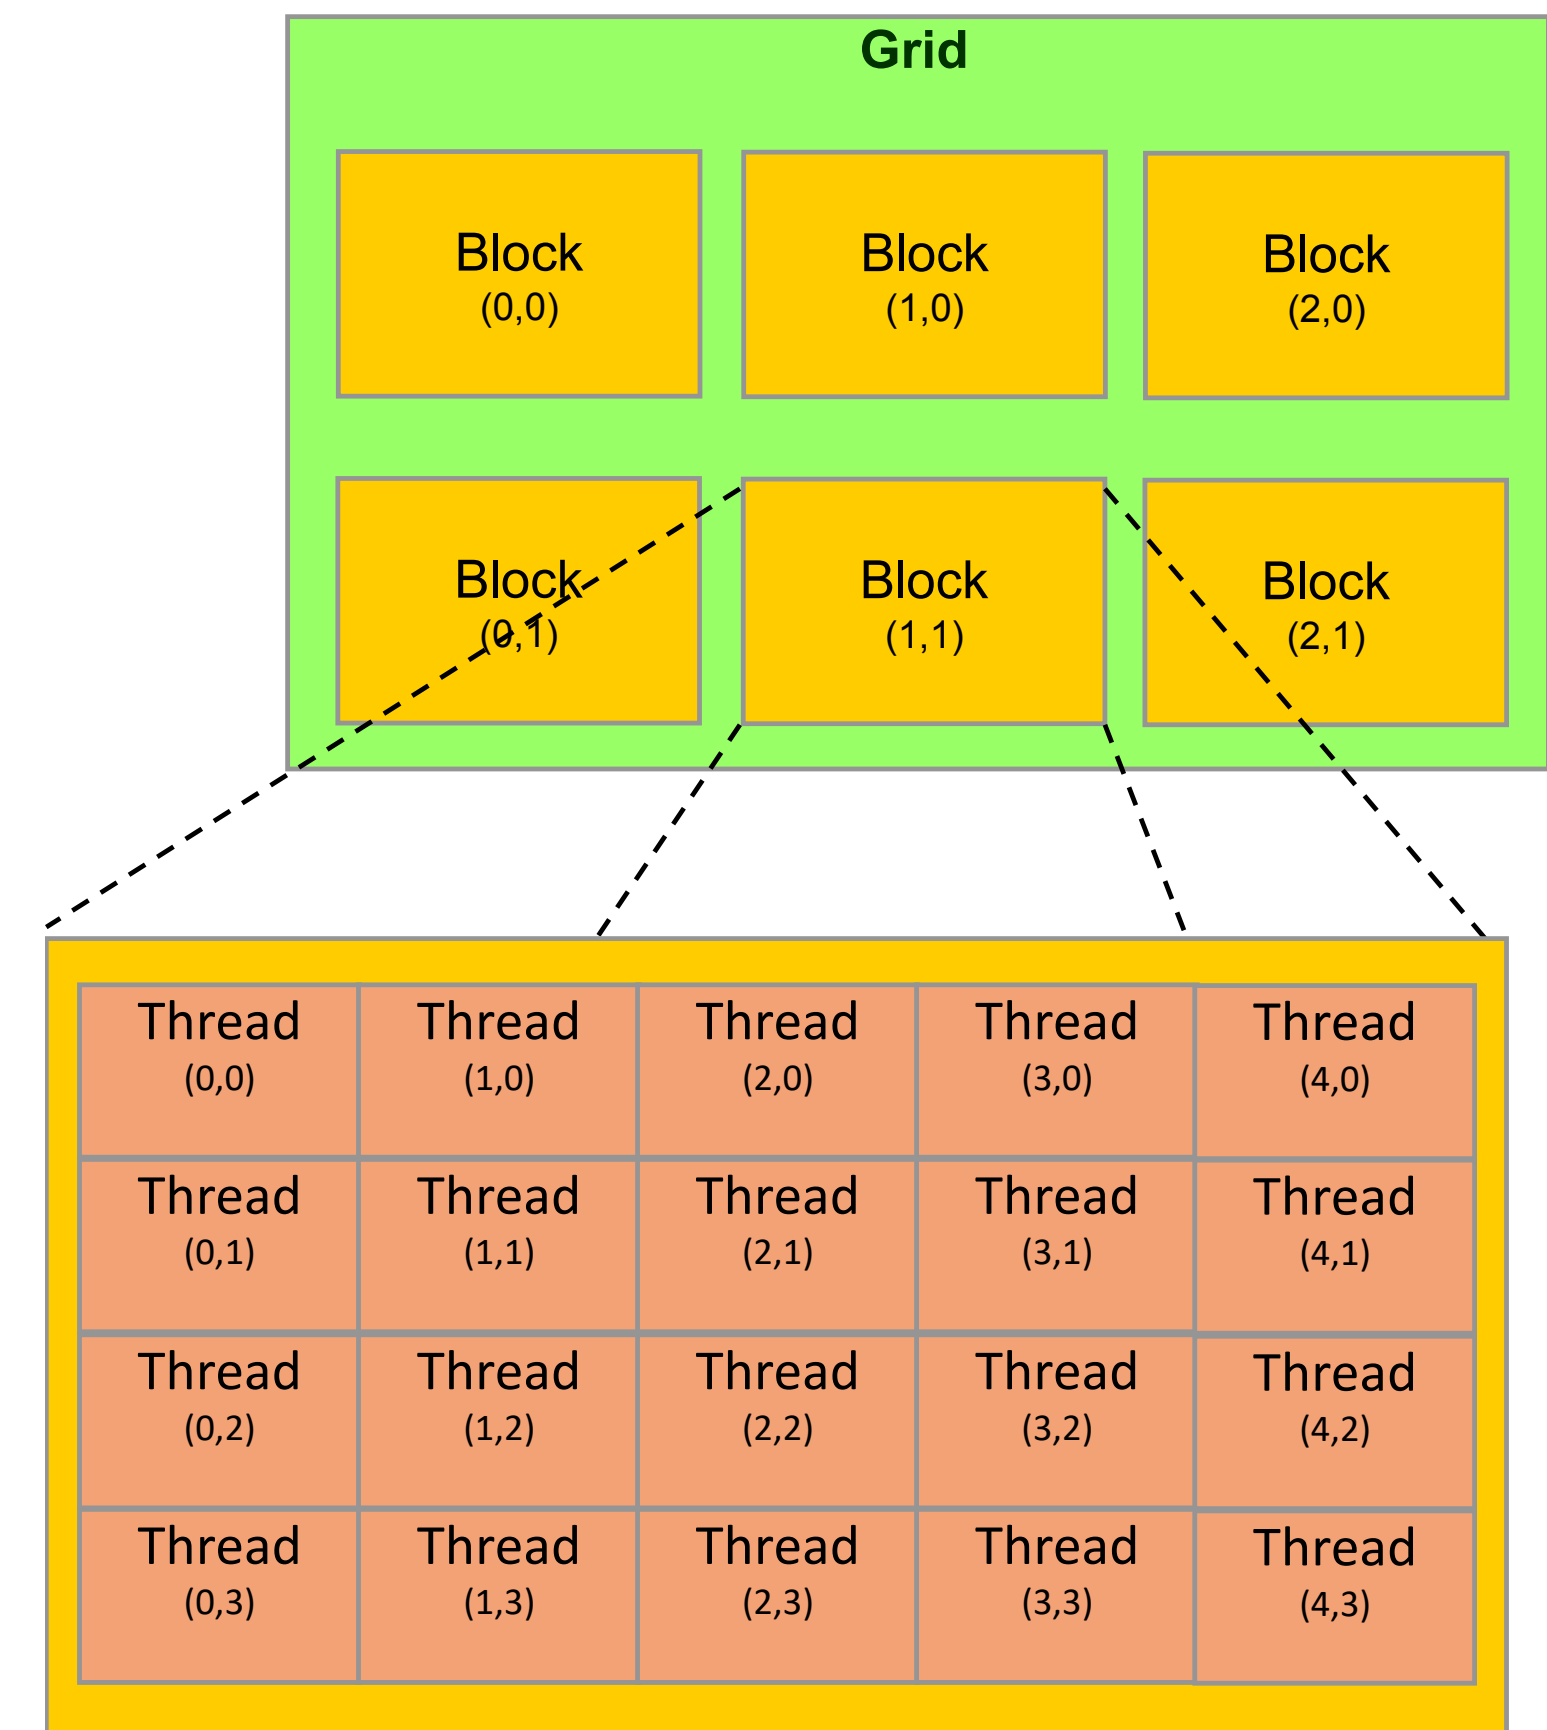 Grid
Block Block Block
(0,0) (1,0) (2,0)
Block Block Block
(0,1) (1,1) (2,1)
Thread Thread Thread Thread Thread
(0,0) (1,0) (2,0) (3,0) (4,0)
Thread Thread Thread Thread Thread
(0,1) (1,1) (2,1) (3,1) (4,1)
Thread Thread Thread Thread Thread
(0,2) (1,2) (2,2) (3,2) (4,2)
Thread Thread Thread Thread Thread
(0,3) (1,3) (2,3) (3,3) (4,3)